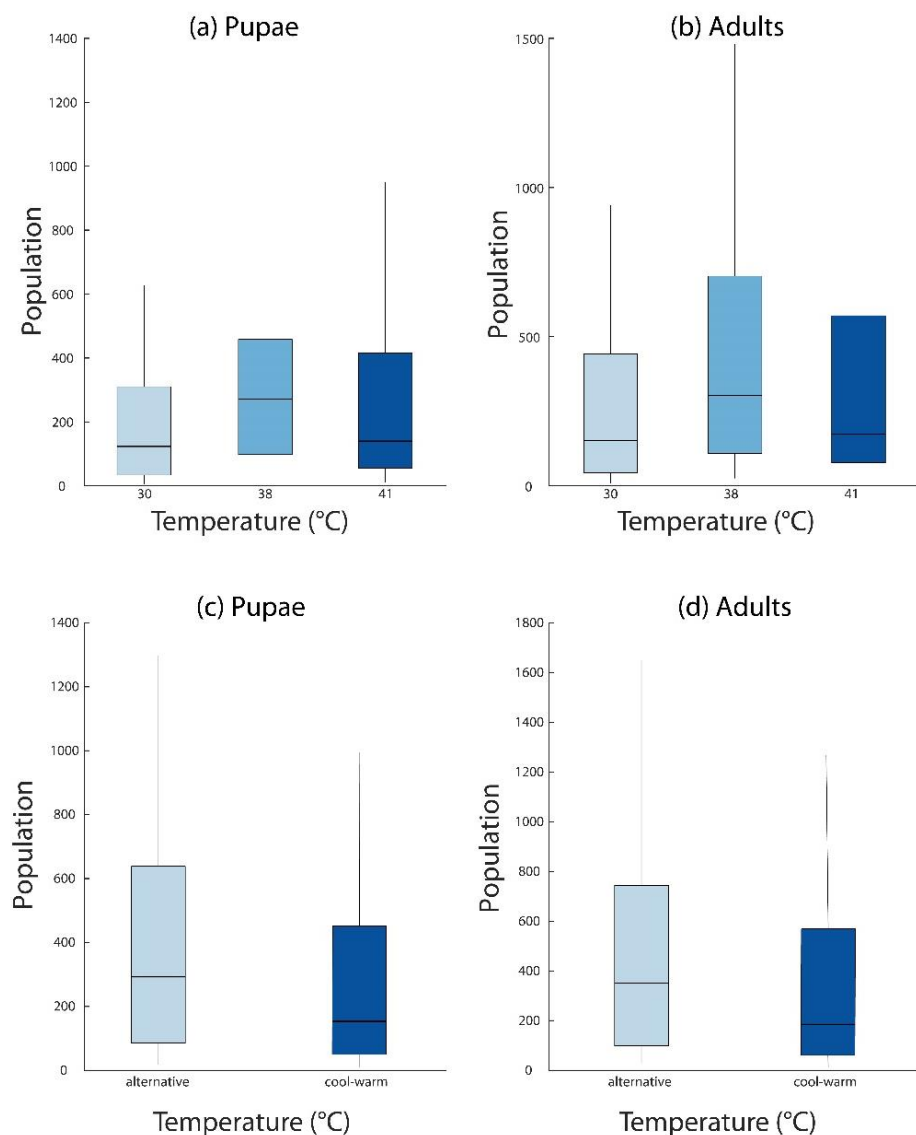 (a) Pupae
1400
1200
1000
800
600
400
200
0
Population
30 38 41
Temperature (°C)
(b) Adults
1500
1000
500
0
Population
30 38 41
Temperature (°C)
(c) Pupae
1400
1200
1000
800
600
400
200
0
Population
alternative cool-warm
Temperature (°C)
(d) Adults
1800
1600
1400
1200
1000
800
600
400
200
0
Population
alternative cool-warm
Temperature (°C)